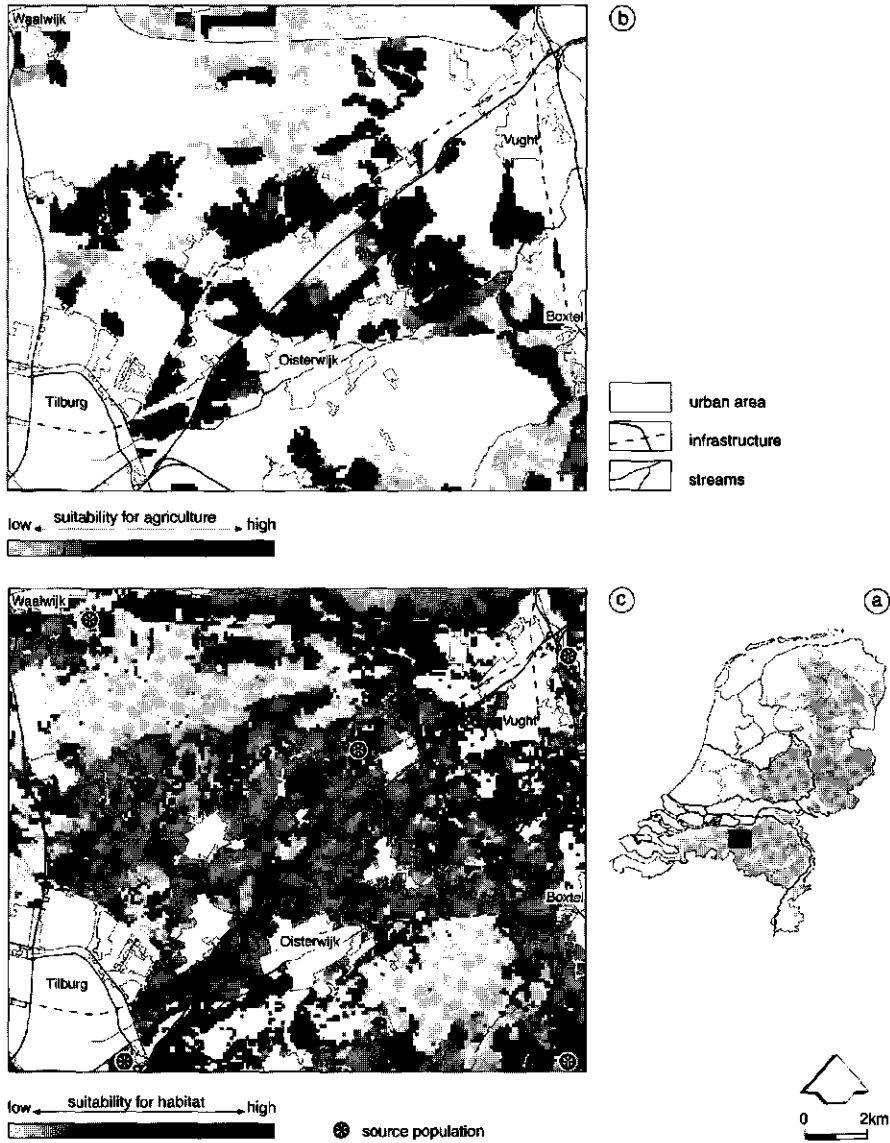 Waalwijk
b
Vught
Boxtel
Oisterwijk
Tilburg
urban area
infrastructure
streams
low suitability for agriculture high
Waalwijk
c
a
Vught
Boxtel
Oisterwijk
Tilburg
low suitability for habitat high
source population
0 2km